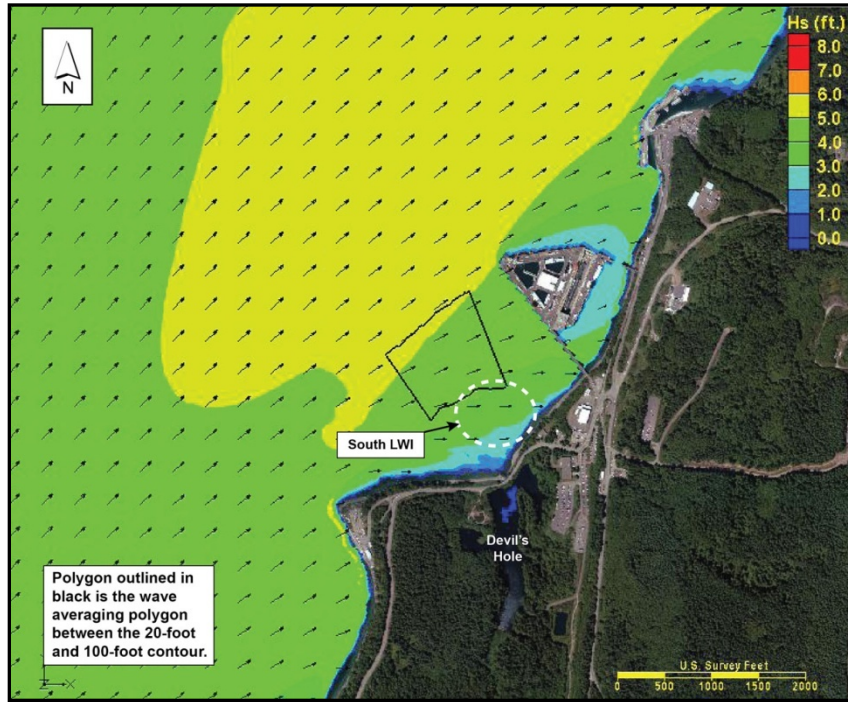 Hs (ft.)
8.0
7.0
6.0
5.0
4.0
3.0
2.0
1.0
0.0
N
South LWI
Devil's
Hole
Polygon outlined in
black is the wave
averaging polygon
between the 20-foot
and 100-foot contour.
U.S. Survey Feet
0 500 1000 1500 2000
Z X